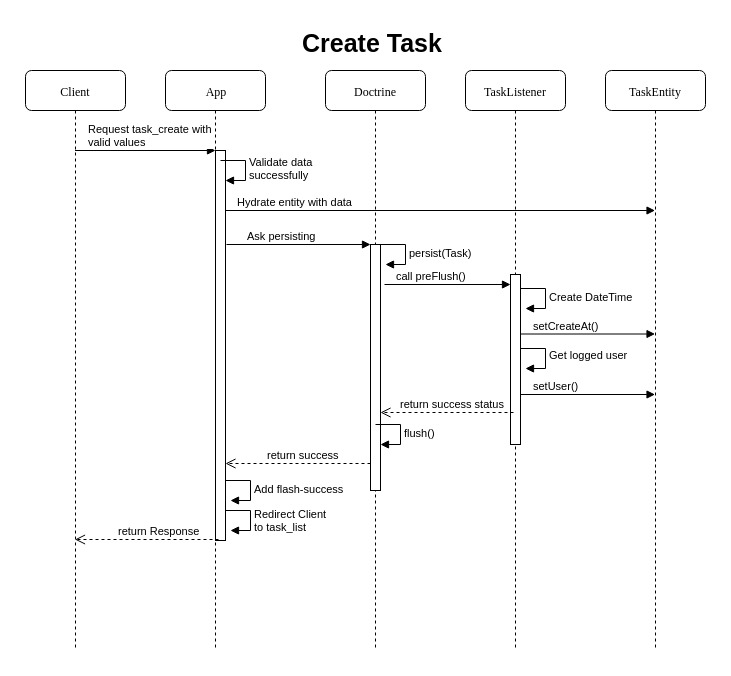 Create Task
Client
App
Doctrine
TaskListener
TaskEntity
Request task_create with
valid values
Validate data
successfully
Hydrate entity with data
Ask persisting
persist(Task)
call preFlush()
Create DateTime
setCreateAt()
Get logged user
setUser()
return success status
flush()
return success
Add flash-success
Redirect Client
to task_list
return Response